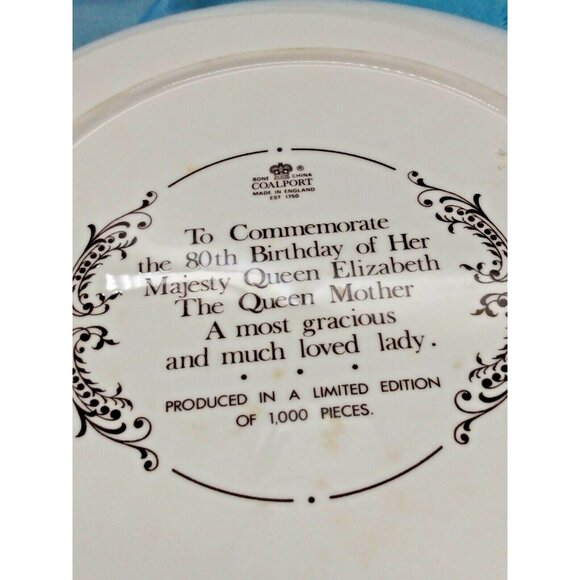 BONE CHINA ®
COALPORT
MADE IN ENGLAND
EST 1750
To Commemorate
the 80th Birthday of Her
Majesty Queen Elizabeth
The Queen Mother
A most gracious
and much loved lady.
PRODUCED IN A LIMITED EDITION
OF 1,000 PIECES.